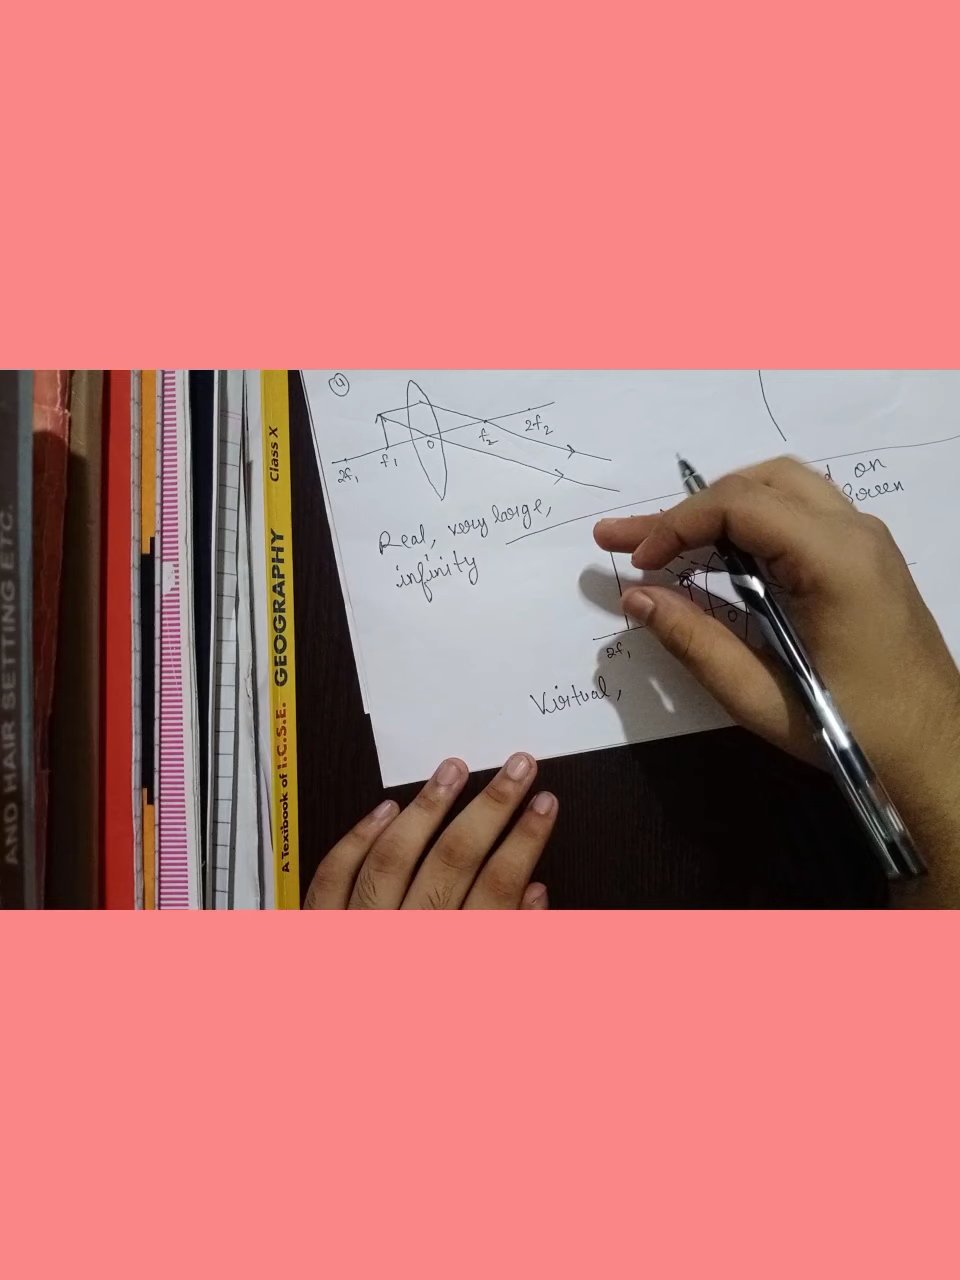 AND HAIR SETTING ETC.
A Textbook of I.C.S.E. GEOGRAPHY Class X
4
2f₁ f₁ O f₂ 2f₂
Real, very large,
infinity
on
Screen
O
2f₁
Virtual,